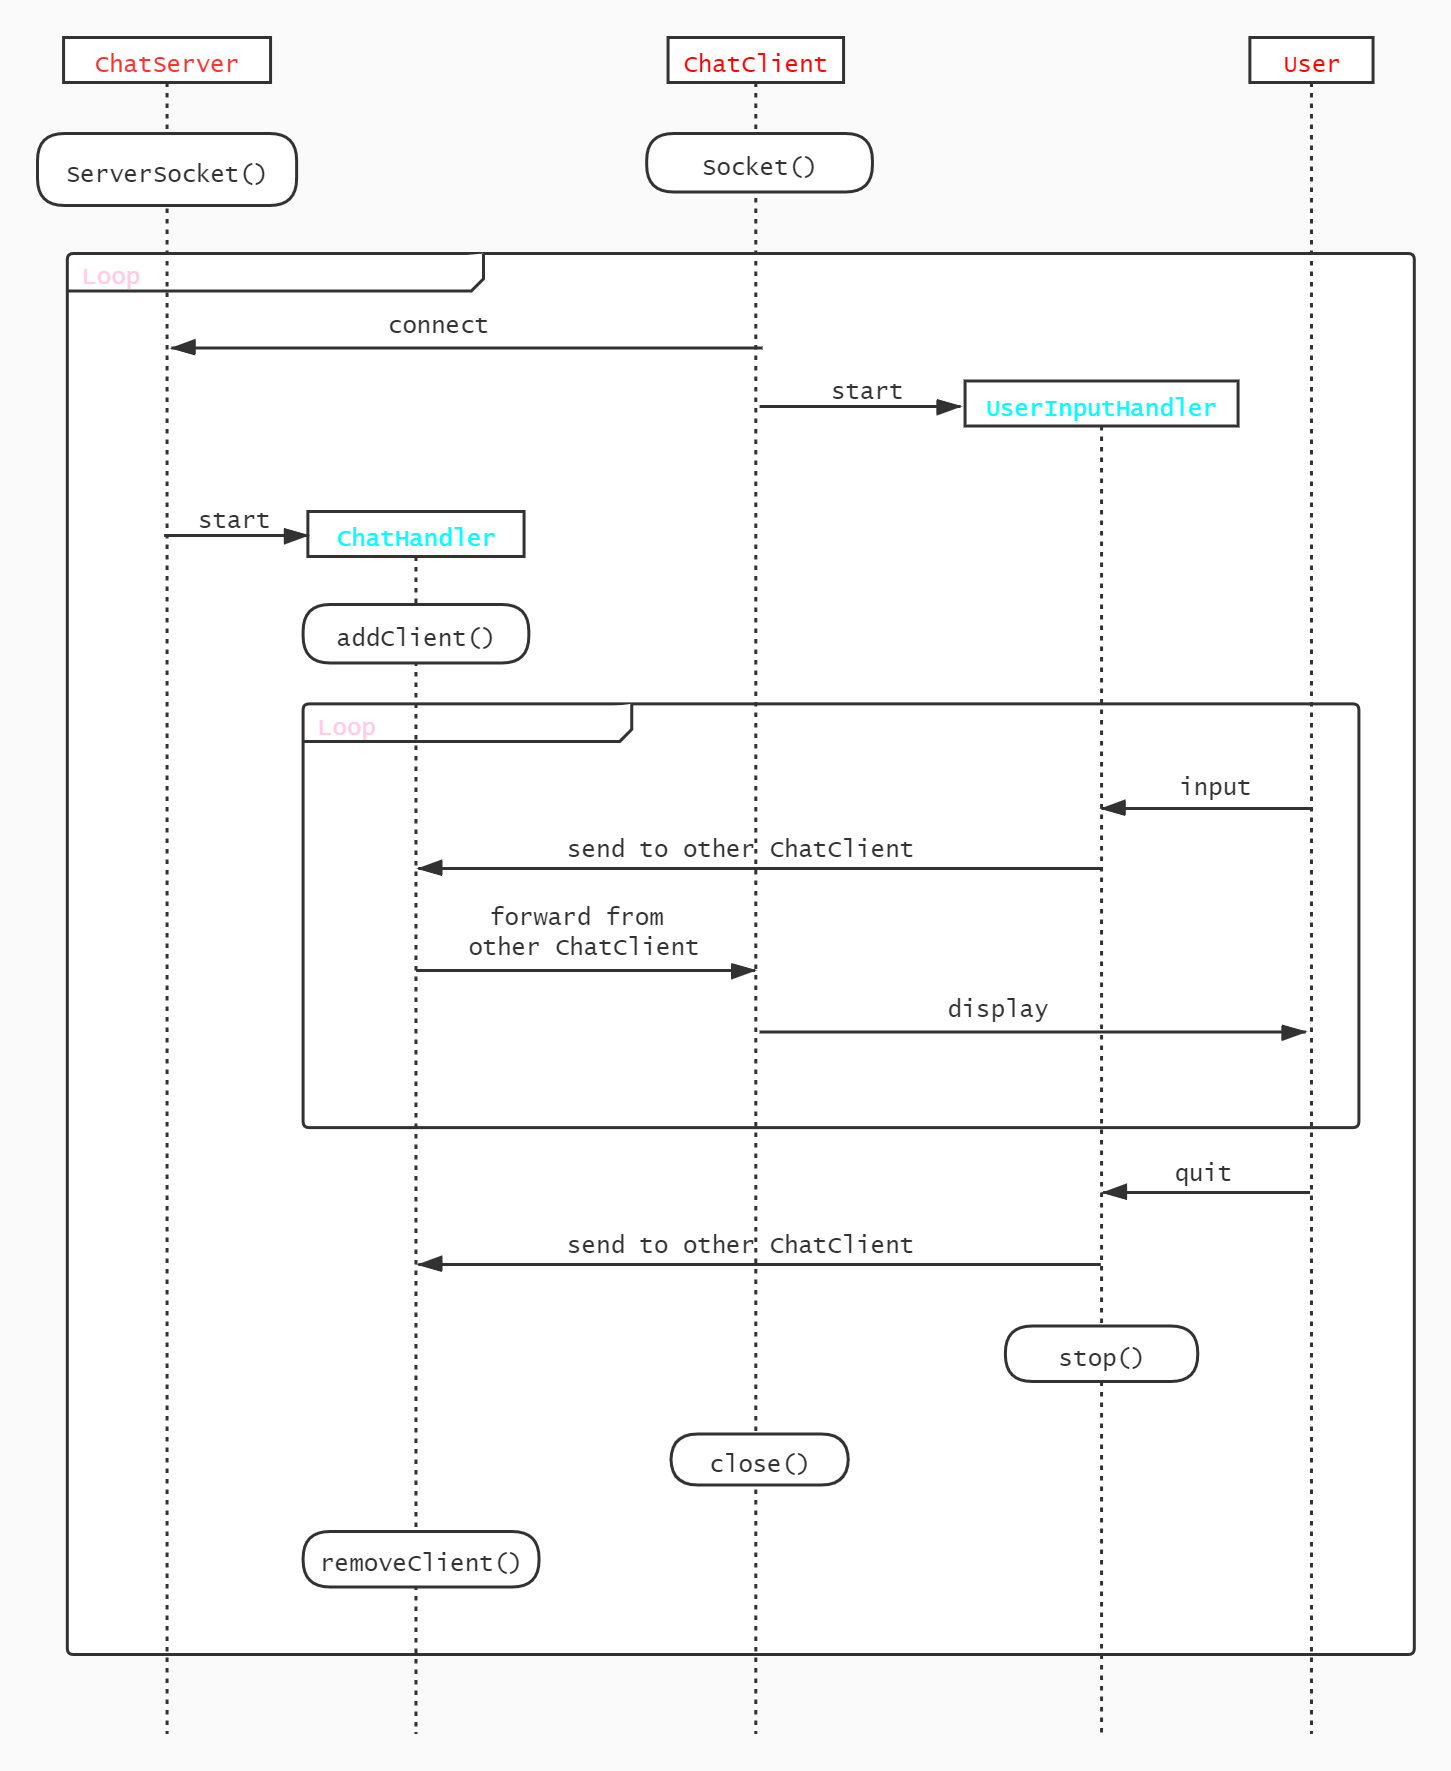 ChatServer
ChatClient
User
ServerSocket()
Socket()
Loop
connect
start
UserInputHandler
start
ChatHandler
addClient()
Loop
input
send to other ChatClient
forward from
other ChatClient
display
quit
send to other ChatClient
stop()
close()
removeClient()